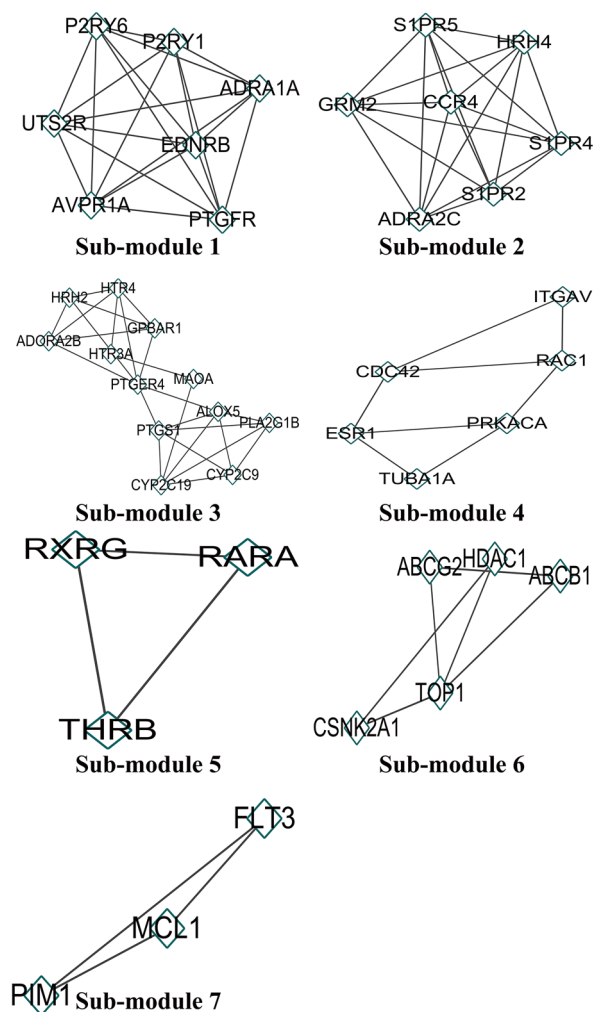 P2RY6
P2RY1
ADRA1A
UTS2R
EDNRB
AVPR1A
PTGFR
Sub-module 1
S1PR5
HRH4
GRM2
CCR4
S1PR4
S1PR2
ADRA2C
Sub-module 2
HTR4
HRH2
GPBAR1
ADORA2B
HTR3A
PTGER4
MAOA
ALOX5
PLA2G1B
PTGS1
CYP2C9
CYP2C19
Sub-module 3
ITGAV
RAC1
CDC42
PRKACA
ESR1
TUBA1A
Sub-module 4
RXRG
RARA
THRB
Sub-module 5
HDAC1
ABCG2
ABCB1
TOP1
CSNK2A1
Sub-module 6
FLT3
MCL1
PIM1
Sub-module 7